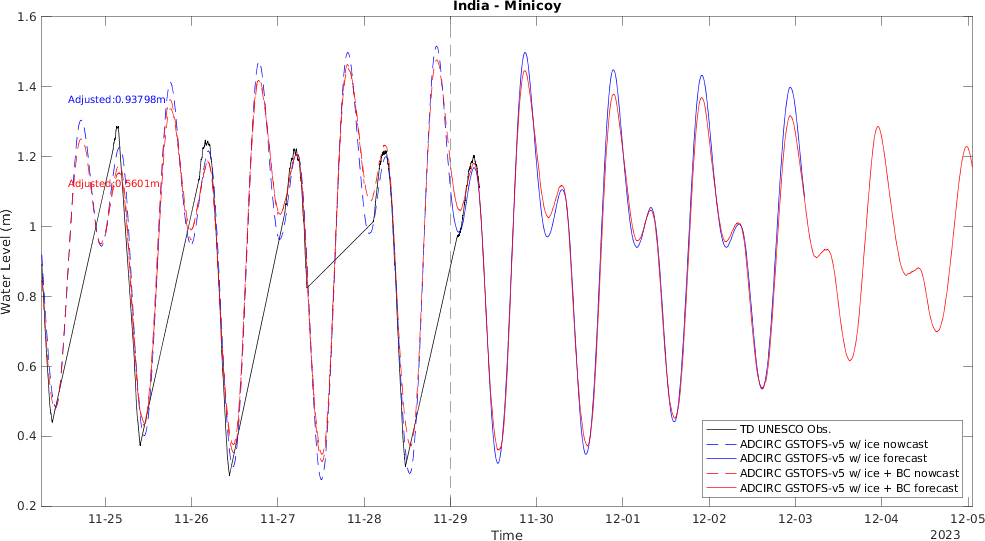 India - Minicoy
1.6
1.4
1.2
1
0.8
0.6
0.4
0.2
Water Level (m)
Adjusted:0.93798m
Adjusted:0.5601m
TD UNESCO Obs.
ADCIRC GSTOFS-v5 w/ ice nowcast
ADCIRC GSTOFS-v5 w/ ice forecast
ADCIRC GSTOFS-v5 w/ ice + BC nowcast
ADCIRC GSTOFS-v5 w/ ice + BC forecast
11-25
11-26
11-27
11-28
11-29
11-30
12-01
12-02
12-03
12-04
12-05
Time
2023